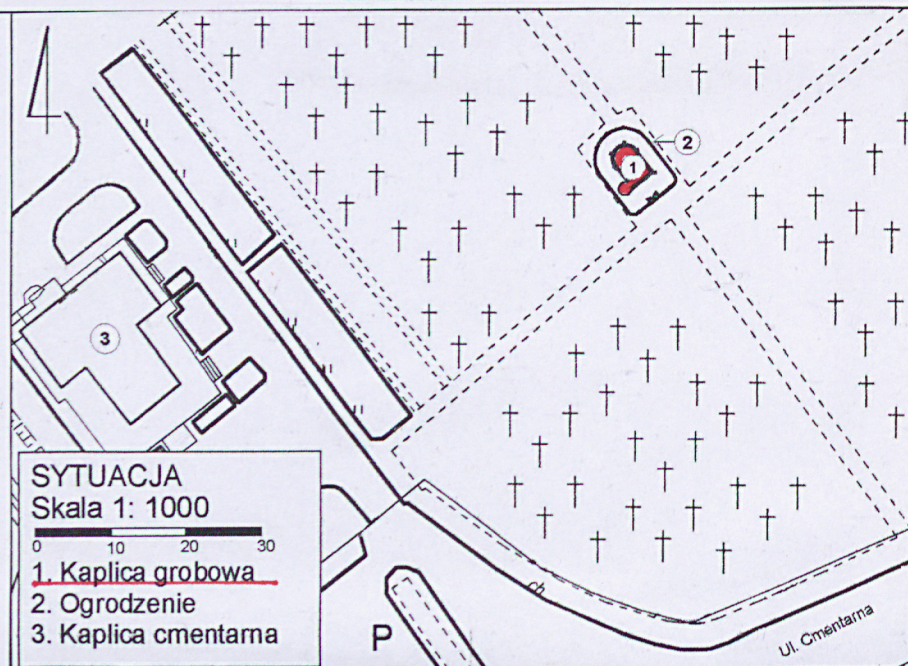 2
1
3
SYTUACJA
Skala 1: 1000
0 10 20 30
1. Kaplica grobowa
2. Ogrodzenie
3. Kaplica cmentarna
P
Ch
Ul. Cmentarna